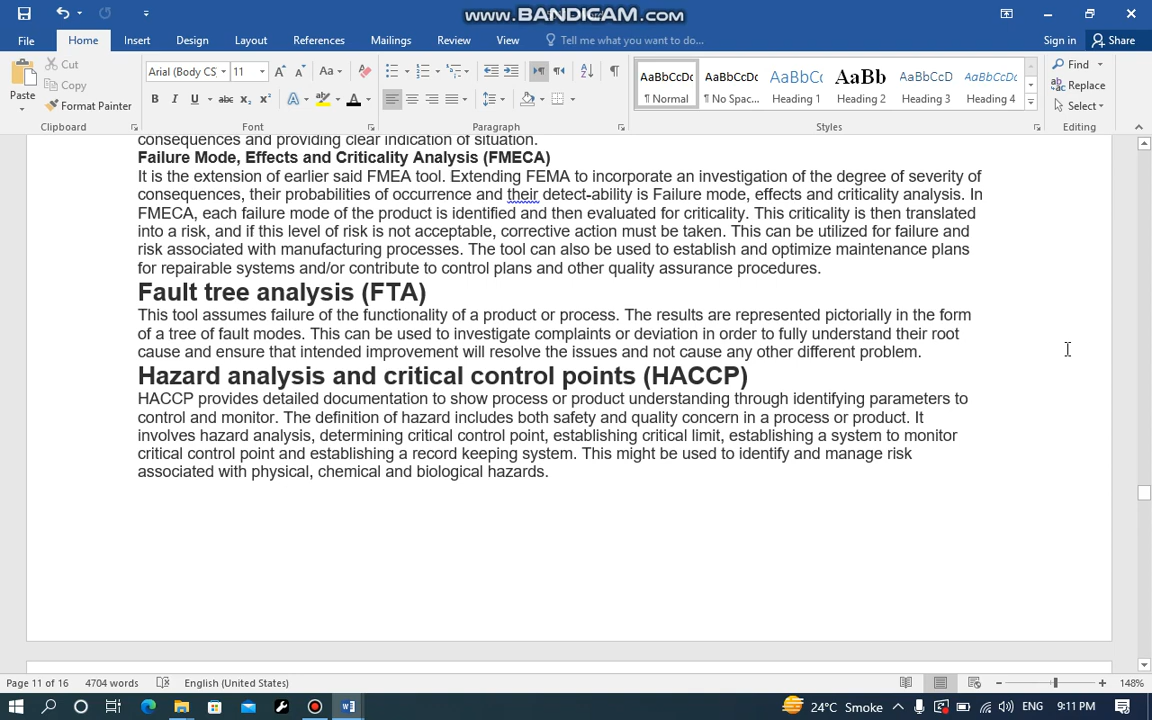 www.BANDICAM.com
File Home Insert Design Layout References Mailings Review View Tell me what you want to do... Sign in Share
Paste
Cut
Copy
Format Painter
Clipboard
Arial (Body CS 11
Font
Paragraph
AaBbCcDc AaBbCcDc AaBbCc AaBb AaBbCcD AaBbCcDc
¶ Normal ¶ No Spac... Heading 1 Heading 2 Heading 3 Heading 4
Styles
Find
Replace
Select
Editing
consequences and providing clear indication of situation.
Failure Mode, Effects and Criticality Analysis (FMECA)
It is the extension of earlier said FMEA tool. Extending FEMA to incorporate an investigation of the degree of severity of
consequences, their probabilities of occurrence and their detect-ability is Failure mode, effects and criticality analysis. In
FMECA, each failure mode of the product is identified and then evaluated for criticality. This criticality is then translated
into a risk, and if this level of risk is not acceptable, corrective action must be taken. This can be utilized for failure and
risk associated with manufacturing processes. The tool can also be used to establish and optimize maintenance plans
for repairable systems and/or contribute to control plans and other quality assurance procedures.
Fault tree analysis (FTA)
This tool assumes failure of the functionality of a product or process. The results are represented pictorially in the form
of a tree of fault modes. This can be used to investigate complaints or deviation in order to fully understand their root
cause and ensure that intended improvement will resolve the issues and not cause any other different problem.
Hazard analysis and critical control points (HACCP)
HACCP provides detailed documentation to show process or product understanding through identifying parameters to
control and monitor. The definition of hazard includes both safety and quality concern in a process or product. It
involves hazard analysis, determining critical control point, establishing critical limit, establishing a system to monitor
critical control point and establishing a record keeping system. This might be used to identify and manage risk
associated with physical, chemical and biological hazards.
Page 11 of 16 4704 words English (United States) 148%
24°C Smoke ENG 9:11 PM